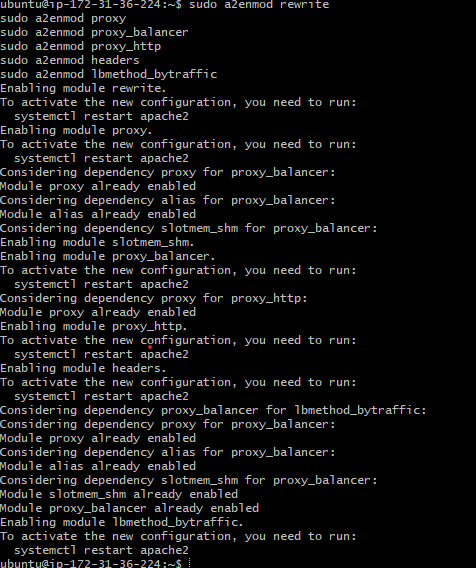 ubuntu@ip-172-31-36-224:~$ sudo a2enmod rewrite
sudo a2enmod proxy
sudo a2enmod proxy_balancer
sudo a2enmod proxy_http
sudo a2enmod headers
sudo a2enmod lbmethod_bytraffic
Enabling module rewrite.
To activate the new configuration, you need to run:
  systemctl restart apache2
Enabling module proxy.
To activate the new configuration, you need to run:
  systemctl restart apache2
Considering dependency proxy for proxy_balancer:
Module proxy already enabled
Considering dependency alias for proxy_balancer:
Module alias already enabled
Considering dependency slotmem_shm for proxy_balancer:
Enabling module slotmem_shm.
Enabling module proxy_balancer.
To activate the new configuration, you need to run:
  systemctl restart apache2
Considering dependency proxy for proxy_http:
Module proxy already enabled
Enabling module proxy_http.
To activate the new configuration, you need to run:
  systemctl restart apache2
Enabling module headers.
To activate the new configuration, you need to run:
  systemctl restart apache2
Considering dependency proxy_balancer for lbmethod_bytraffic:
Considering dependency proxy for proxy_balancer:
Module proxy already enabled
Considering dependency alias for proxy_balancer:
Module alias already enabled
Considering dependency slotmem_shm for proxy_balancer:
Module slotmem_shm already enabled
Module proxy_balancer already enabled
Enabling module lbmethod_bytraffic.
To activate the new configuration, you need to run:
  systemctl restart apache2
ubuntu@ip-172-31-36-224:~$